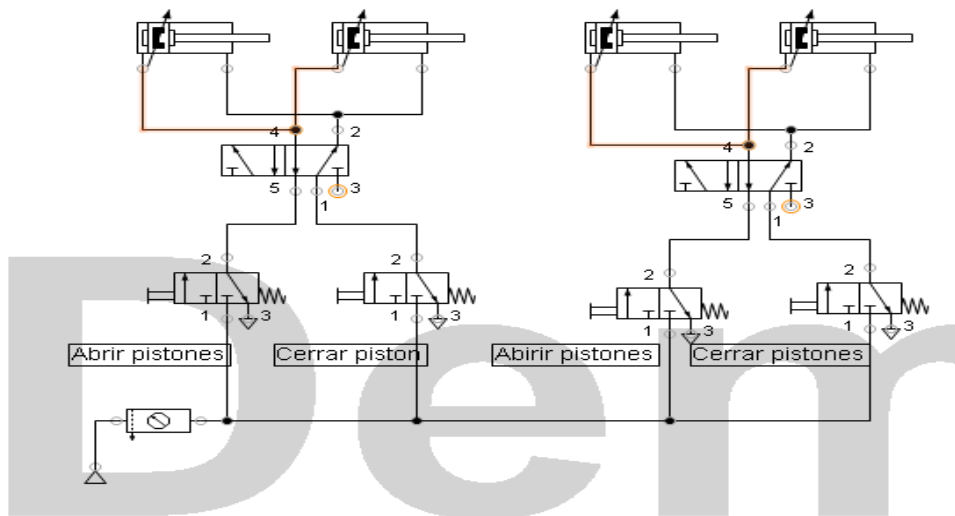 4 2 4 2
5 1 3 5 1 3
2 2 2 2
1 3 1 3 1 3 1 3
Abrir pistones Cerrar piston Abirir pistones Cerrar pistones
Dem